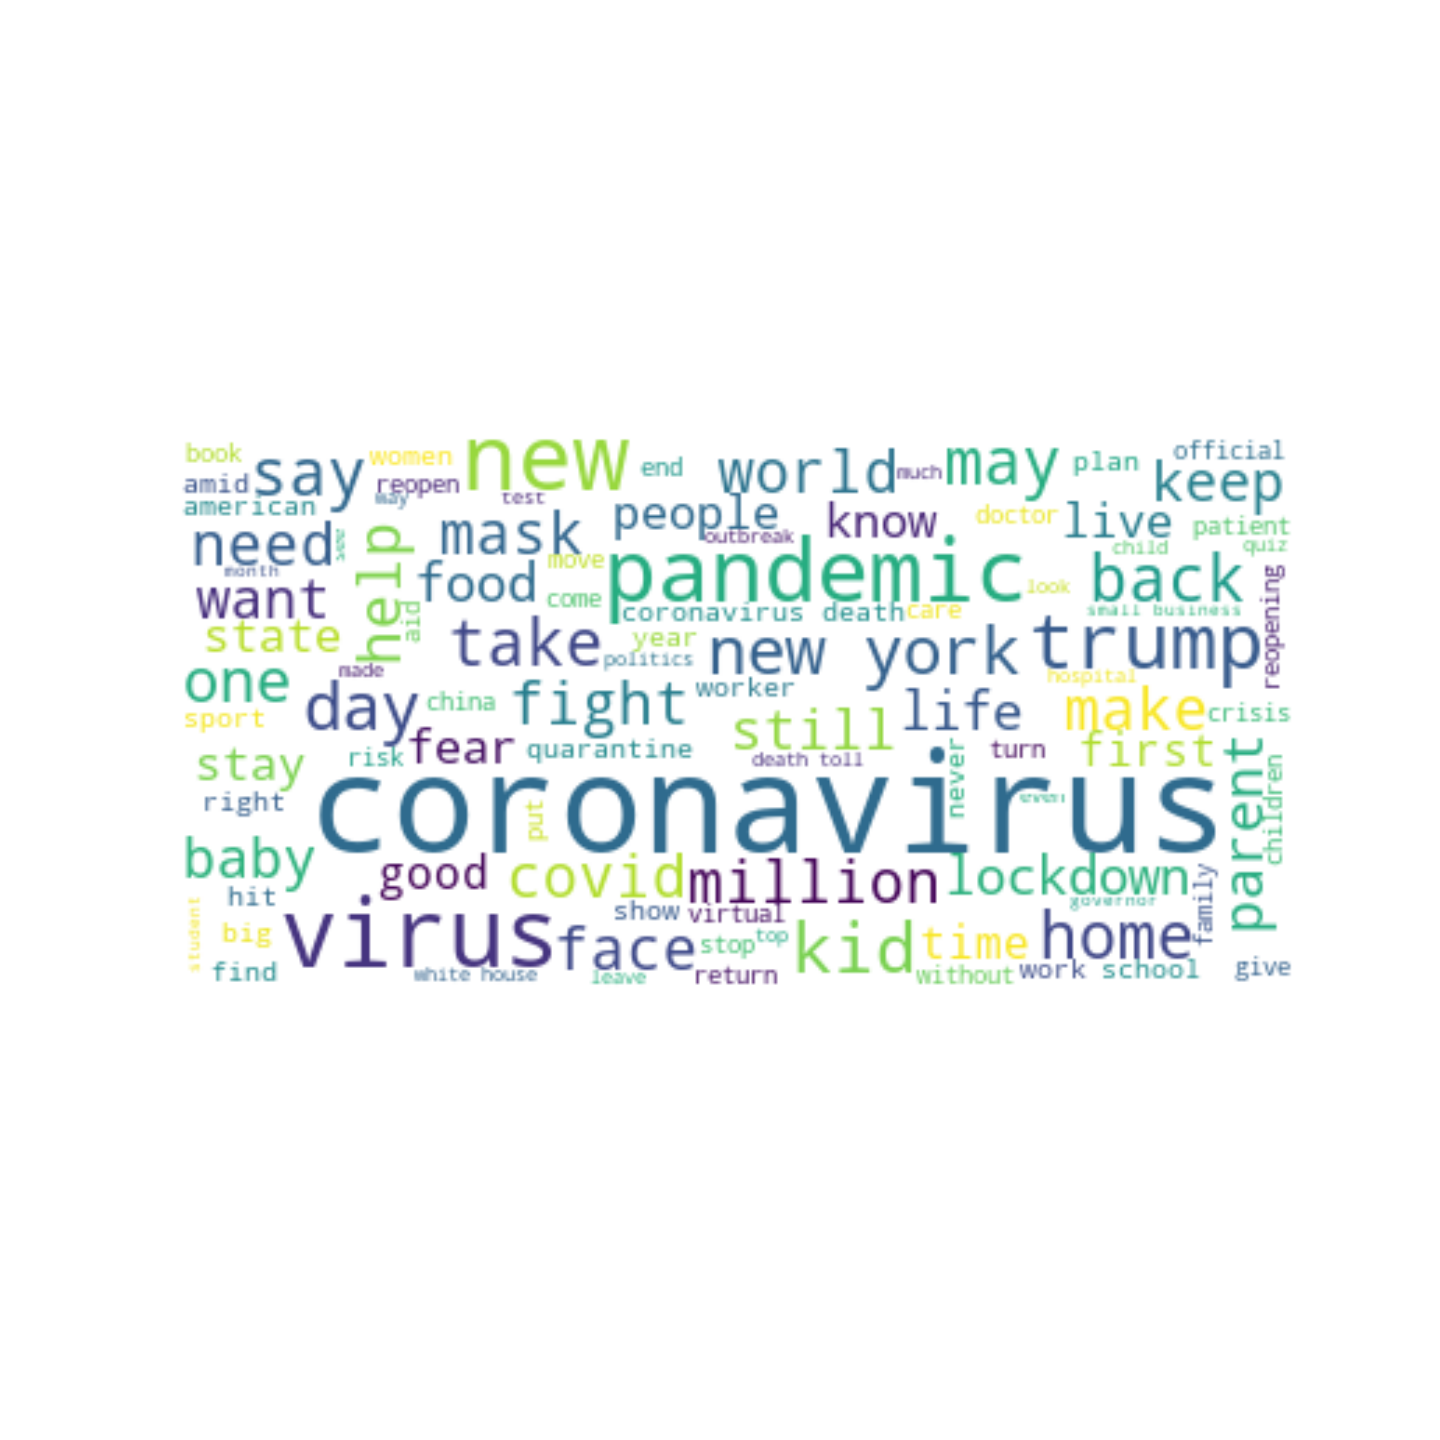 book
say
women
new
end
world
much
may
plan
official
keep
amid
reopen
may
test
american
need
help
mask
people
outbreak
know
doctor
live
patient
child
quiz
month
want
food
move
pandemic
look
back
reopening
come
aid
coronavirus death
care
small business
state
take
year
new york
trump
politics
one
made
day
china
fight
worker
life
hospital
make
crisis
sport
still
fear
quarantine
death toll
never
turn
first
parent
stay
risk
children
right
coronavirus
put
baby
good
covid
million
lockdown
governor
family
hit
student
big
virus
face
show
virtual
stop
top
kid
time
home
find
white house
leave
return
without
work
school
give